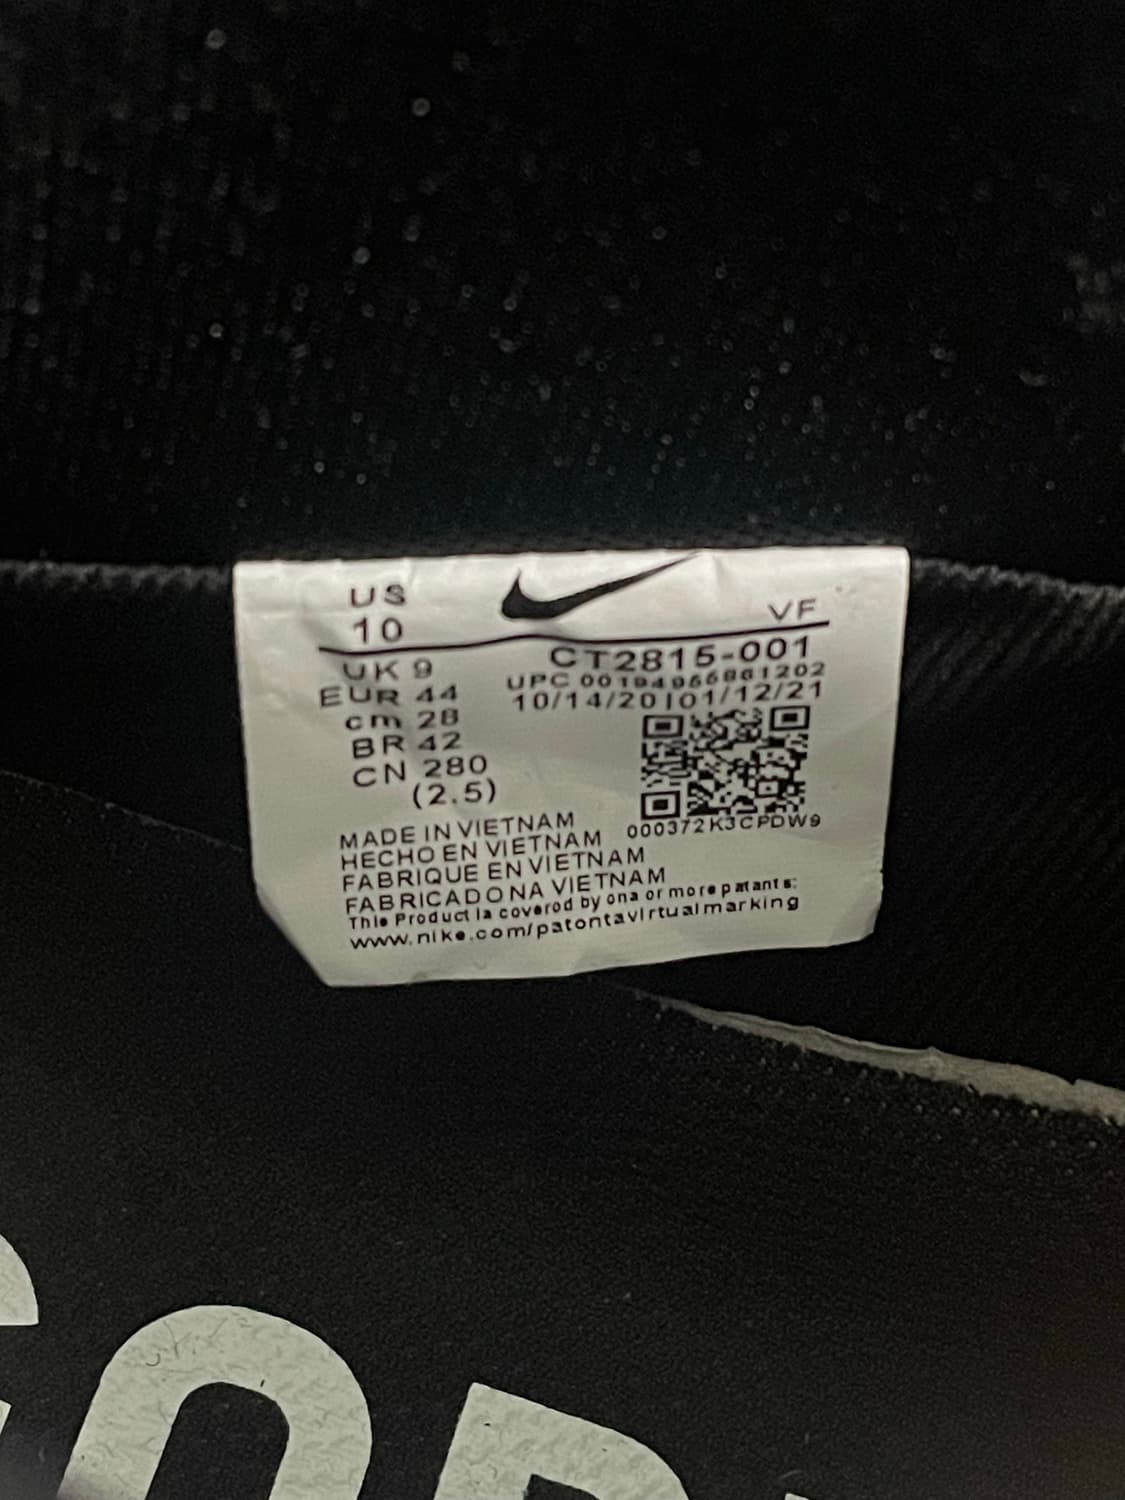 US
10
VF
UK 9
EUR 44
cm 28
BR 42
CN 280
(2.5)
CT2815-001
UPC
10/14/20|01/12/21
000372K3CPDW9
MADE IN VIETNAM
HECHO EN VIETNAM
FABRIQUE EN VIETNAM
FABRICADO NA VIETNAM
This Product is covered by one or more patents:
www.nike.com/patontavirtualmarking